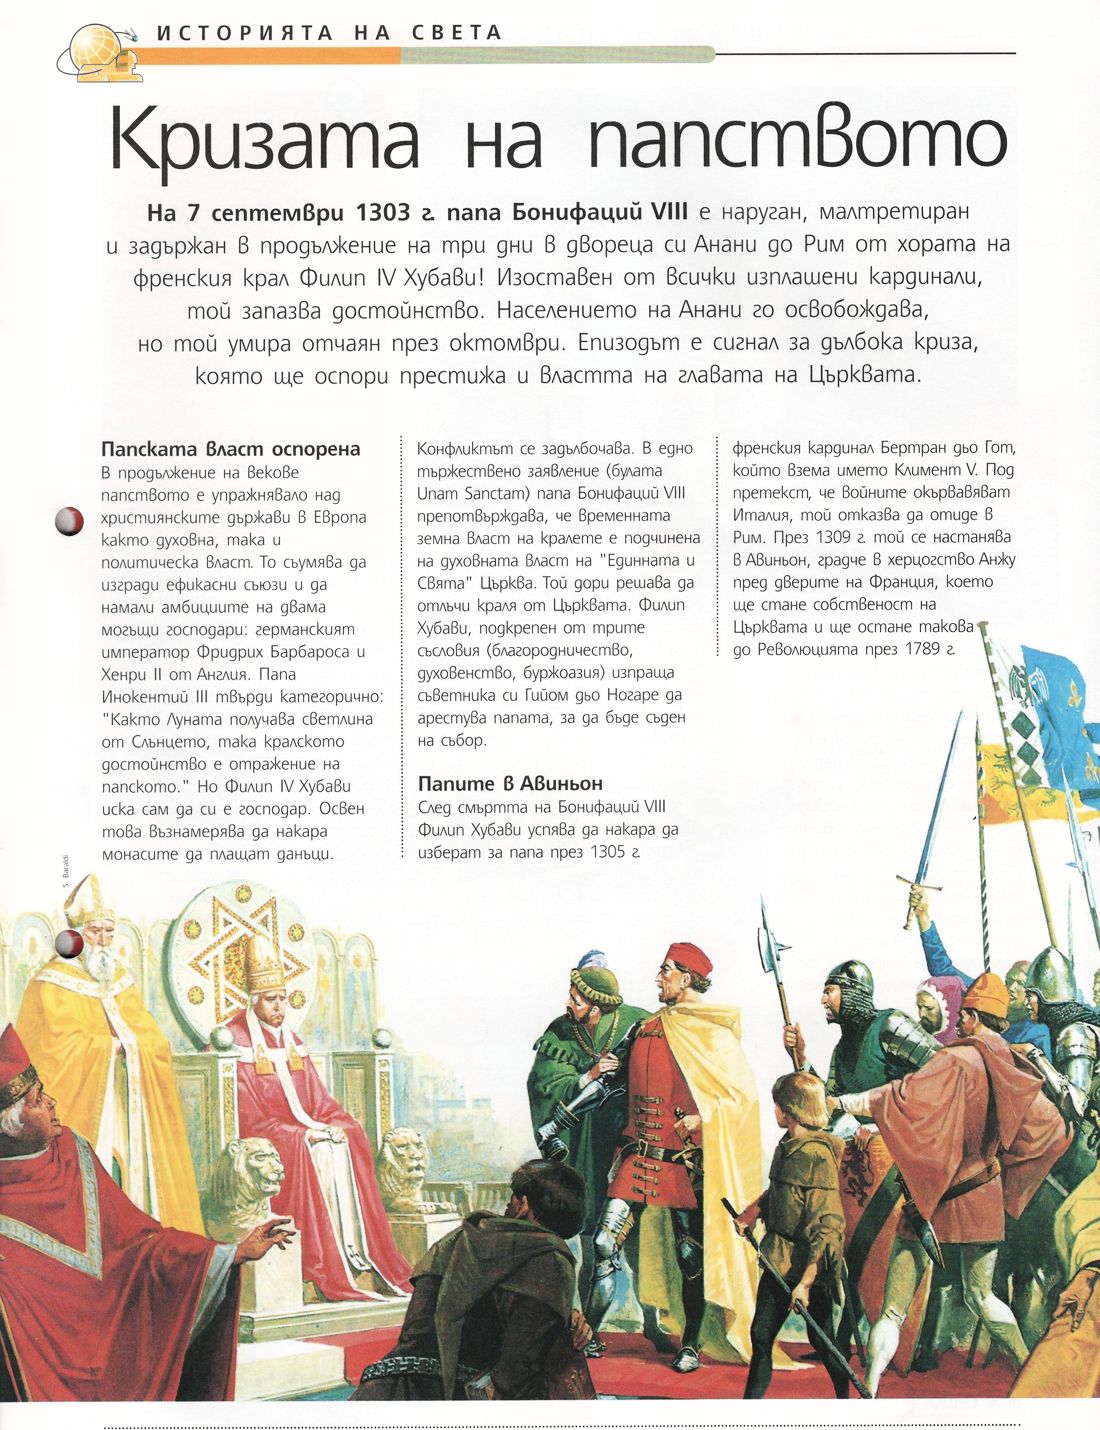 ИСТОРИЯТА НА СВЕТА
Кризата на папството
На 7 септември 1303 г. папа Бонифаций VIII е наруган, малтретиран
и задържан в продължение на три дни в двореца си Анани до Рим от хората на
френския крал Филип IV Хубави! Изоставен от всички изплашени кардинали,
той запазва достойнство. Населението на Анани го освобождава,
но той умира отчаян през октомври. Епизодът е сигнал за дълбока криза,
която ще оспори престижа и властта на главата на Църквата.
Папската власт оспорена
В продължение на векове
папството е упражнявало над
християнските държави в Европа
както духовна, така и
политическа власт. То съумява да
изгради ефикасни съюзи и да
намали амбициите на двама
могъщи господари: германският
император Фридрих Барбароса и
Хенри II от Англия. Папа
Инокентий III твърди категорично:
"Както Луната получава светлина
от Слънцето, така кралското
достойнство е отражение на
папското." Но Филип IV Хубави
иска сам да си е господар. Освен
това възнамерява да накара
монасите да плащат данъци.
Конфликтът се задълбочава. В едно
тържествено заявление (булата
Unam Sanctam) папа Бонифаций VIII
препотвърждава, че временната
земна власт на кралете е подчинена
на духовната власт на "Единната и
Свята" Църква. Той дори решава да
отлъчи краля от Църквата. Филип
Хубави, подкрепен от трите
съсловия (благородничество,
духовенство, буржоазия) изпраща
съветника си Гийом дьо Ногаре да
арестува папата, за да бъде съден
на събор.
Папите в Авиньон
След смъртта на Бонифаций VIII
Филип Хубави успява да накара да
изберат за папа през 1305 г.
френския кардинал Бертран дьо Гот,
който взема името Климент V. Под
претекст, че войните окървавяват
Италия, той отказва да отиде в
Рим. През 1309 г. той се настанява
в Авиньон, градче в херцогство Анжу
пред дверите на Франция, което
ще стане собственост на
Църквата и ще остане такова
до Революцията през 1789 г.
S. Baraldi